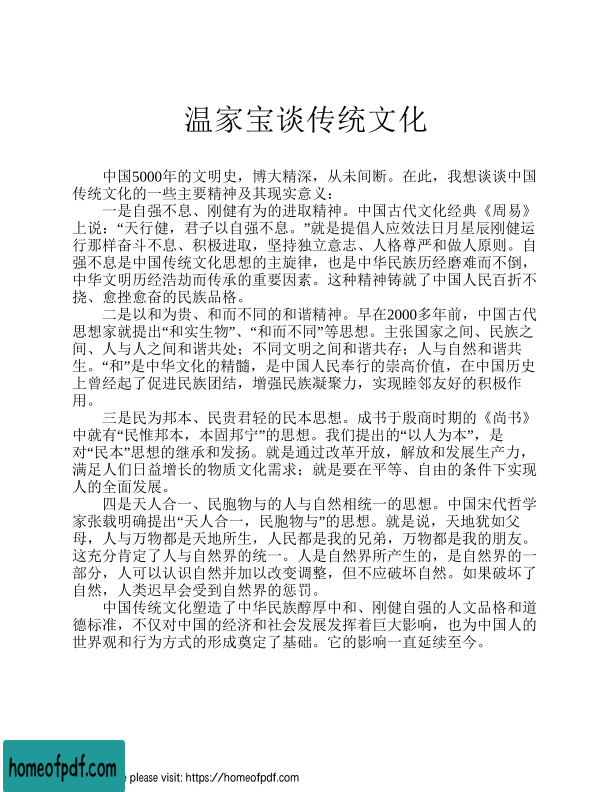 温家宝谈传统文化
中国5000年的文明史，博大精深，从未间断。在此，我想谈谈中国
传统文化的一些主要精神及其现实意义：
一是自强不息、刚健有为的进取精神。中国古代文化经典《周易》
上说：“天行健，君子以自强不息。”就是提倡人应效法日月星辰刚健运
行那样奋斗不息、积极进取，坚持独立意志、人格尊严和做人原则。自
强不息是中国传统文化思想的主旋律，也是中华民族历经磨难而不倒，
中华文明历经浩劫而传承的重要因素。这种精神铸就了中国人民百折不
挠、愈挫愈奋的民族品格。
二是以和为贵、和而不同的和谐精神。早在2000多年前，中国古代
思想家就提出“和实生物”、“和而不同”等思想。主张国家之间、民族之
间、人与人之间和谐共处；不同文明之间和谐共存；人与自然和谐共
生。“和”是中华文化的精髓，是中国人民奉行的崇高价值，在中国历史
上曾经起了促进民族团结，增强民族凝聚力，实现睦邻友好的积极作
用。
三是民为邦本、民贵君轻的民本思想。成书于殷商时期的《尚书》
中就有“民惟邦本，本固邦宁”的思想。我们提出的“以人为本”，是
对“民本”思想的继承和发扬。就是通过改革开放，解放和发展生产力，
满足人们日益增长的物质文化需求；就是要在平等、自由的条件下实现
人的全面发展。
四是天人合一、民胞物与的人与自然相统一的思想。中国宋代哲学
家张载明确提出“天人合一，民胞物与”的思想。就是说，天地犹如父
母，人与万物都是天地所生，人民都是我的兄弟，万物都是我的朋友。
这充分肯定了人与自然界的统一。人是自然界所产生的，是自然界的一
部分，人可以认识自然并加以改变调整，但不应破坏自然。如果破坏了
自然，人类迟早会受到自然界的惩罚。
中国传统文化塑造了中华民族醇厚中和、刚健自强的人文品格和道
德标准，不仅对中国的经济和社会发展发挥着巨大影响，也为中国人的
世界观和行为方式的形成奠定了基础。它的影响一直延续至今。
homeofpdf.com
please visit: https://homeofpdf.com